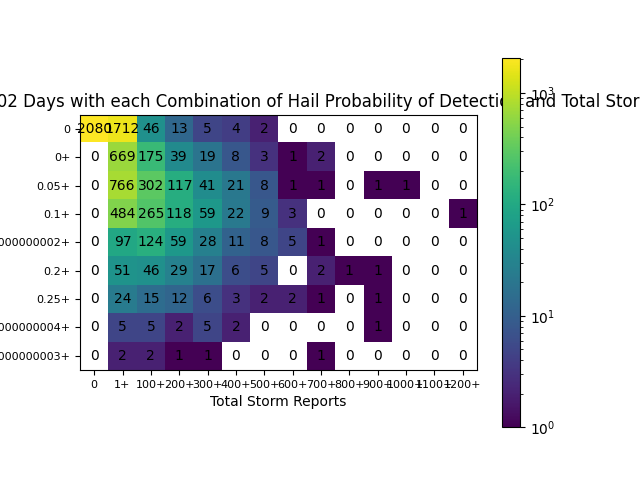 02 Days with each Combination of Hail Probability of Detection and Total Stor
0 2080 1712 46 13 5 4 2 0 0 0 0 0 0 0
0+ 0 669 175 39 19 8 3 1 2 0 0 0 0 0
0.05+ 0 766 302 117 41 21 8 1 1 0 1 1 0 0
0.1+ 0 484 265 118 59 22 9 3 0 0 0 0 0 1
000000002+ 0 97 124 59 28 11 8 5 1 0 0 0 0 0
0.2+ 0 51 46 29 17 6 5 0 2 1 1 0 0 0
0.25+ 0 24 15 12 6 3 2 2 1 0 1 0 0 0
000000004+ 0 5 5 2 5 2 0 0 0 0 1 0 0 0
000000003+ 0 2 2 1 1 0 0 0 1 0 0 0 0 0
0 1+ 100+ 200+ 300+ 400+ 500+ 600+ 700+ 800+ 900+ 1000+ 1100+ 1200+
Total Storm Reports
10³
10²
10¹
10⁰